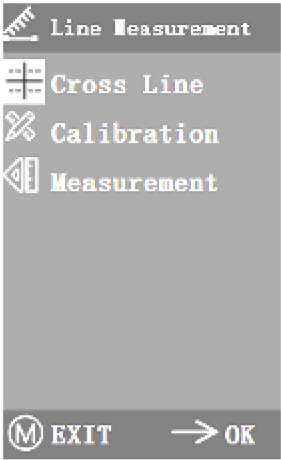 Line Measurement
Cross Line
Calibration
Measurement
M EXIT → OK